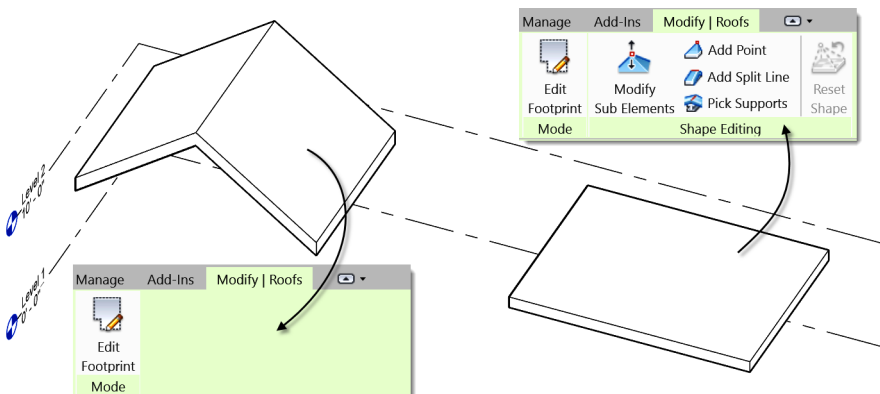 Manage Add-Ins Modify | Roofs
Edit
Footprint
Mode
Modify
Sub Elements
Add Point
Add Split Line
Pick Supports
Reset
Shape
Shape Editing
Level 2
10' - 0"
Level 1
0' - 0"
Manage Add-Ins Modify | Roofs
Edit
Footprint
Mode